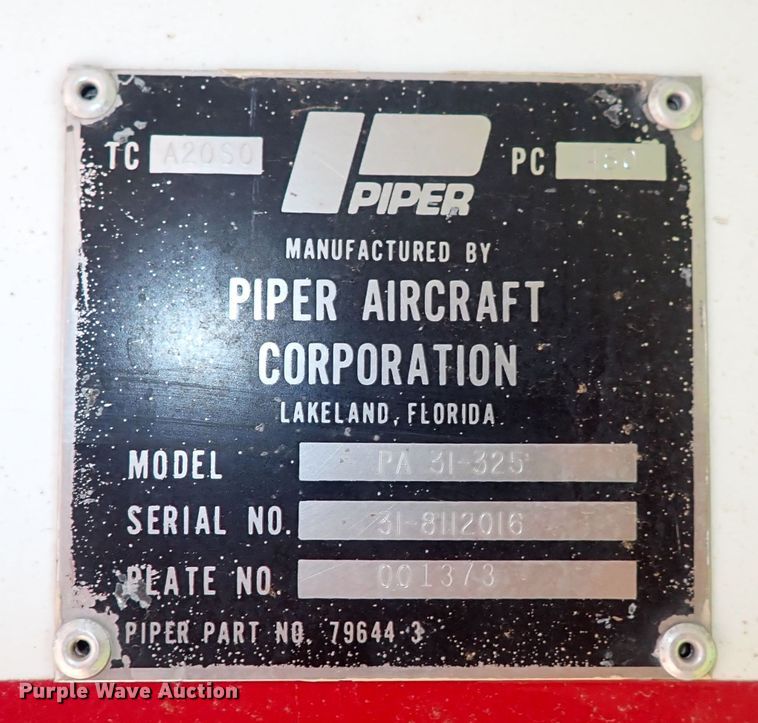 TC A20SO PIPER PC 150
MANUFACTURED BY
PIPER AIRCRAFT
CORPORATION
LAKELAND, FLORIDA
MODEL PA 31-325
SERIAL NO. 31-8112016
PLATE NO 001373
PIPER PART NO. 79644-3
Purple Wave Auction